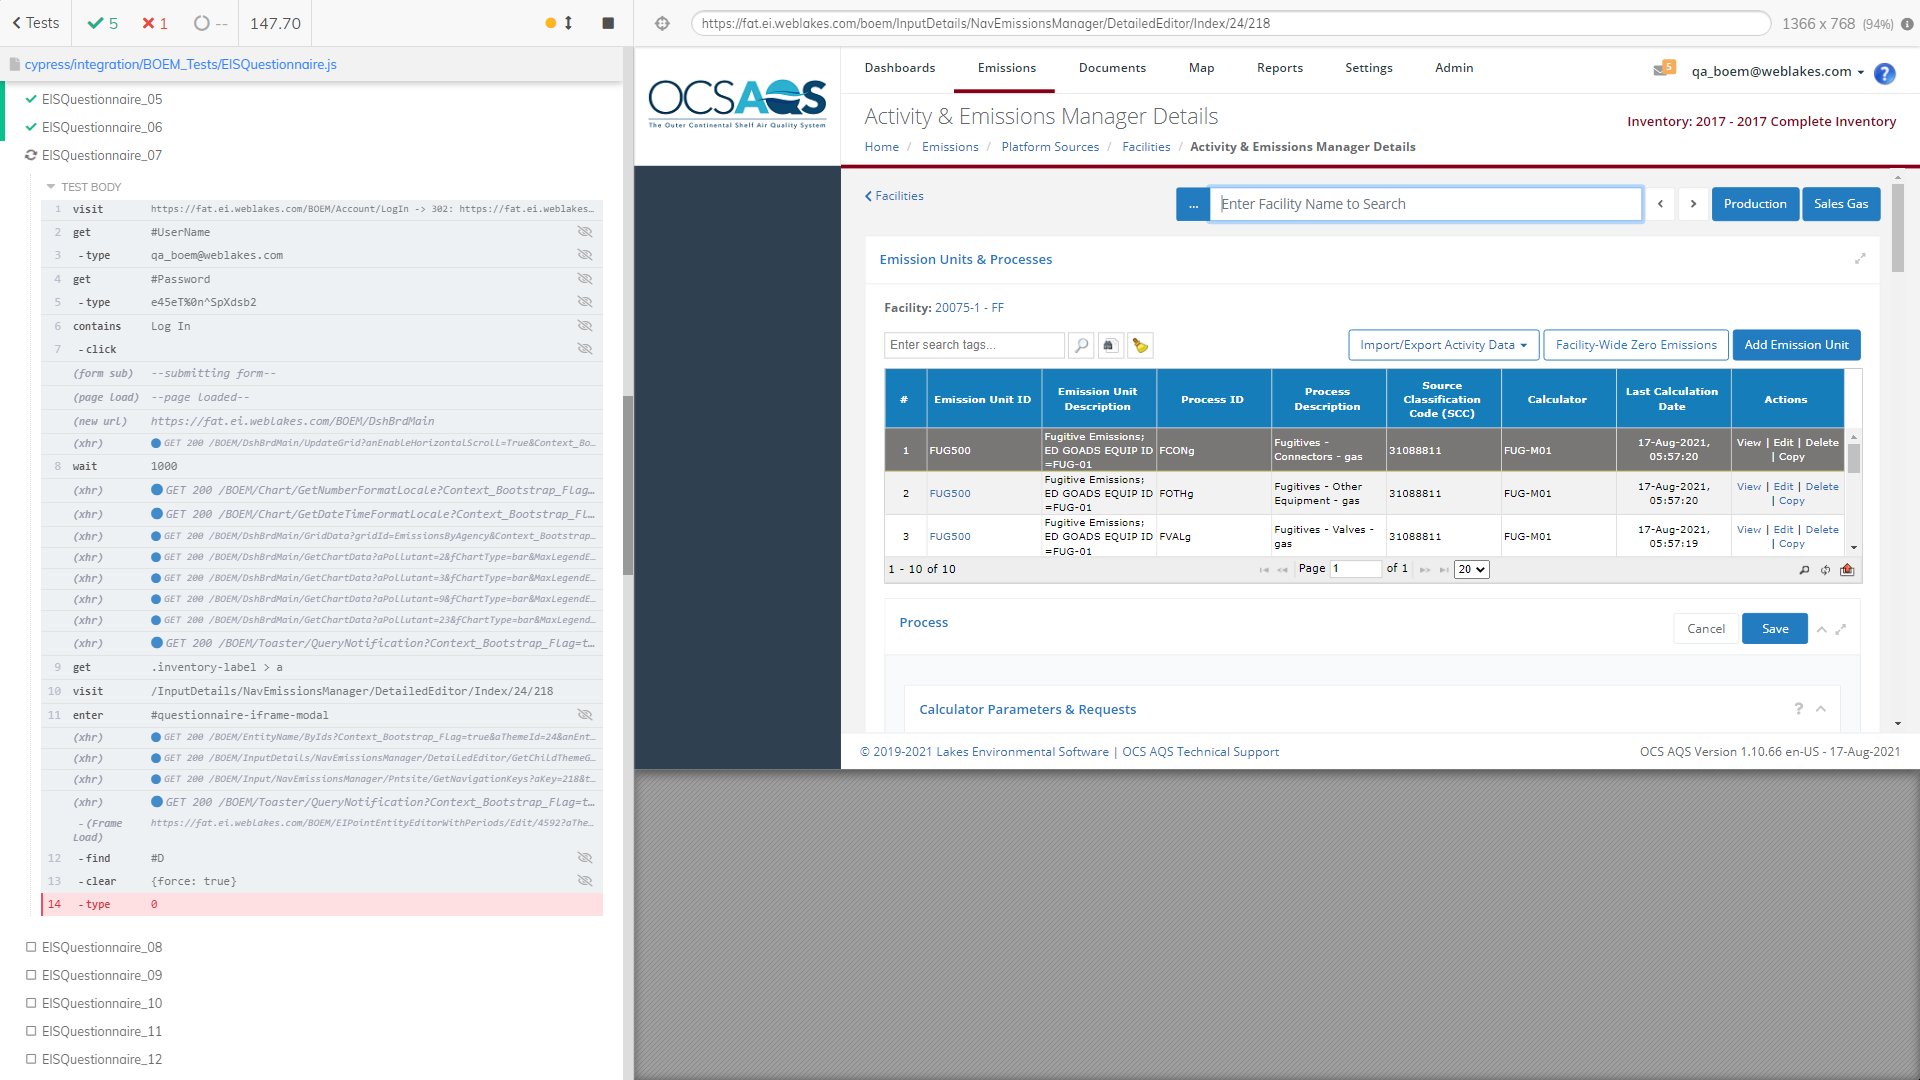 Tests
5
1
--
147.70
cypress/integration/BOEM_Tests/EISQuestionnaire.js
EISQuestionnaire_05
EISQuestionnaire_06
EISQuestionnaire_07
TEST BODY
1 visit https://fat.ei.weblakes.com/BOEM/Account/LogIn -> 302: https://fat.ei.weblakes...
2 get #UserName
3 -type qa_boem@weblakes.com
4 get #Password
5 -type e45eT%0n^SpXdsb2
6 contains Log In
7 -click
(form sub) --submitting form--
(page load) --page loaded--
(new url) https://fat.ei.weblakes.com/BOEM/DshBrdMain
(xhr) GET 200 /BOEM/DshBrdMain/UpdateGrid?anEnableHorizontalScroll=True&Context_Bo...
8 wait 1000
(xhr) GET 200 /BOEM/Chart/GetNumberFormatLocale?Context_Bootstrap_Flag...
(xhr) GET 200 /BOEM/Chart/GetDateTimeFormatLocale?Context_Bootstrap_Fl...
(xhr) GET 200 /BOEM/DshBrdMain/GridData?gridId=EmissionsByAgency&Context_Bootstrap...
(xhr) GET 200 /BOEM/DshBrdMain/GetChartData?aPollutant=2&fChartType=bar&MaxLegendE...
(xhr) GET 200 /BOEM/DshBrdMain/GetChartData?aPollutant=3&fChartType=bar&MaxLegendE...
(xhr) GET 200 /BOEM/DshBrdMain/GetChartData?aPollutant=9&fChartType=bar&MaxLegendE...
(xhr) GET 200 /BOEM/DshBrdMain/GetChartData?aPollutant=23&fChartType=bar&MaxLegend...
(xhr) GET 200 /BOEM/Toaster/QueryNotification?Context_Bootstrap_Flag=t...
9 get .inventory-label > a
10 visit /InputDetails/NavEmissionsManager/DetailedEditor/Index/24/218
11 enter #questionnaire-iframe-modal
(xhr) GET 200 /BOEM/EntityName/ByIds?Context_Bootstrap_Flag=true&aThemeId=24&anEnt...
(xhr) GET 200 /BOEM/InputDetails/NavEmissionsManager/DetailedEditor/GetChildThemeG...
(xhr) GET 200 /BOEM/Input/NavEmissionsManager/Pntsite/GetNavigationKeys?aKey=218&t...
(xhr) GET 200 /BOEM/Toaster/QueryNotification?Context_Bootstrap_Flag=t...
-(Frame Load) https://fat.ei.weblakes.com/BOEM/EIPointEntityEditorWithPeriods/Edit/4592?aThe...
12 -find #D
13 -clear {force: true}
14 -type 0
EISQuestionnaire_08
EISQuestionnaire_09
EISQuestionnaire_10
EISQuestionnaire_11
EISQuestionnaire_12
https://fat.ei.weblakes.com/boem/InputDetails/NavEmissionsManager/DetailedEditor/Index/24/218
1366 x 768 (94%)
OCSAQS
The Outer Continental Shelf Air Quality System
Dashboards Emissions Documents Map Reports Settings Admin
5
qa_boem@weblakes.com
?
Activity & Emissions Manager Details
Inventory: 2017 - 2017 Complete Inventory
Home / Emissions / Platform Sources / Facilities / Activity & Emissions Manager Details
Facilities
...
Enter Facility Name to Search
Production
Sales Gas
Emission Units & Processes
Facility: 20075-1 - FF
Enter search tags...
Import/Export Activity Data
Facility-Wide Zero Emissions
Add Emission Unit
# Emission Unit ID Emission Unit Description Process ID Process Description Source Classification Code (SCC) Calculator Last Calculation Date Actions
1 FUG500 Fugitive Emissions; ED GOADS EQUIP ID =FUG-01 FCONg Fugitives - Connectors - gas 31088811 FUG-M01 17-Aug-2021, 05:57:20 View | Edit | Delete | Copy
2 FUG500 Fugitive Emissions; ED GOADS EQUIP ID =FUG-01 FOTHg Fugitives - Other Equipment - gas 31088811 FUG-M01 17-Aug-2021, 05:57:20 View | Edit | Delete | Copy
3 FUG500 Fugitive Emissions; ED GOADS EQUIP ID =FUG-01 FVALg Fugitives - Valves - gas 31088811 FUG-M01 17-Aug-2021, 05:57:19 View | Edit | Delete | Copy
1 - 10 of 10
Page 1 of 1
20
Process
Cancel
Save
Calculator Parameters & Requests
?
© 2019-2021 Lakes Environmental Software | OCS AQS Technical Support
OCS AQS Version 1.10.66 en-US - 17-Aug-2021